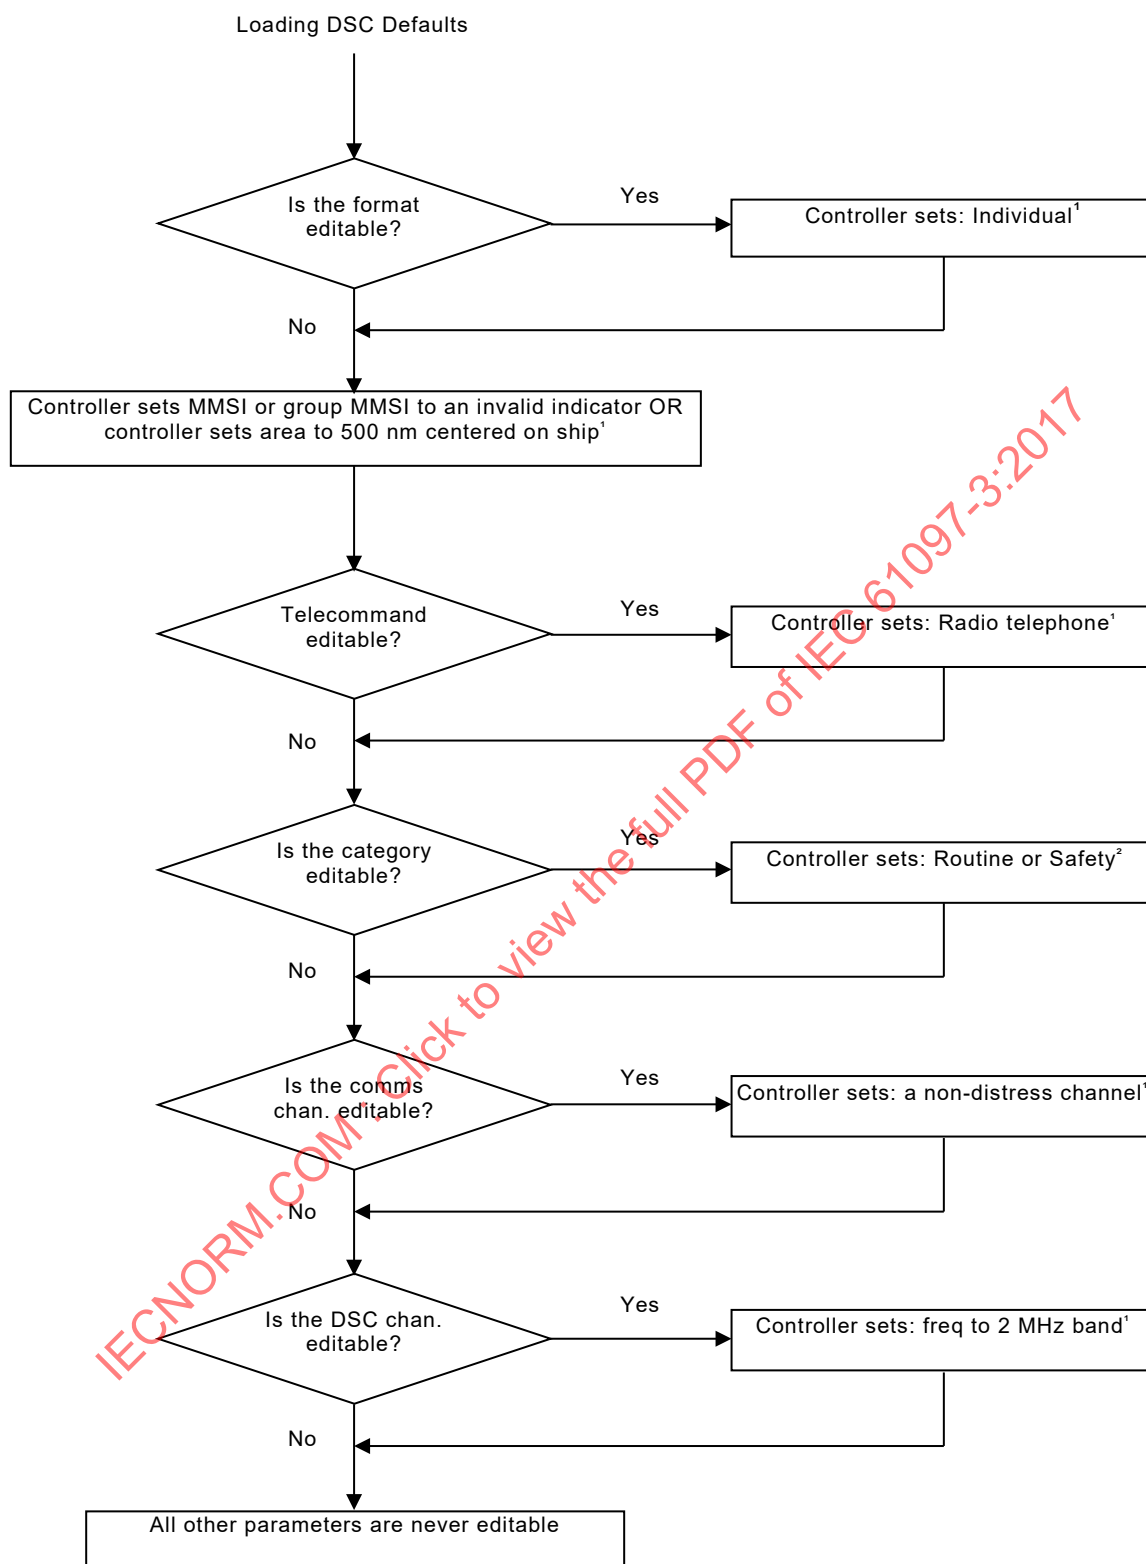 Loading DSC Defaults
Is the format
editable?
Yes
Controller sets: Individual¹
No
Controller sets MMSI or group MMSI to an invalid indicator OR
controller sets area to 500 nm centered on ship¹
Telecommand
editable?
Yes
Controller sets: Radio telephone¹
No
Is the category
editable?
Yes
Controller sets: Routine or Safety²
No
Is the comms
chan. editable?
Yes
Controller sets: a non-distress channel¹
No
Is the DSC chan.
editable?
Yes
Controller sets: freq to 2 MHz band¹
No
All other parameters are never editable
IECNORM.COM : Click to view the full PDF of IEC 61097-3:2017